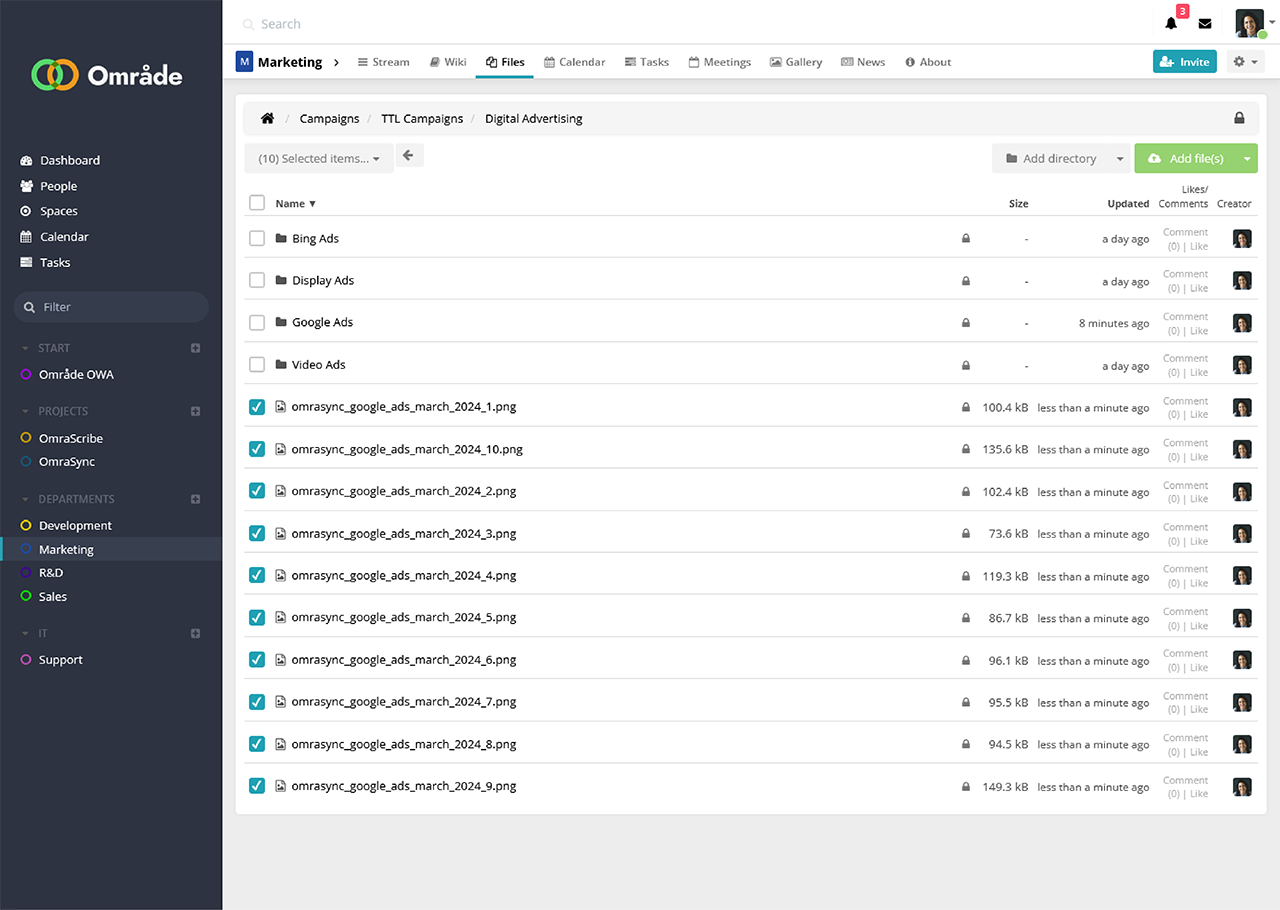 Område
Search
3
M Marketing Stream Wiki Files Calendar Tasks Meetings Gallery News About Invite
/ Campaigns / TTL Campaigns / Digital Advertising
(10) Selected items... Add directory Add file(s)
Dashboard
People
Spaces
Calendar
Tasks
Filter
START
Område OWA
PROJECTS
OmraScribe
OmraSync
DEPARTMENTS
Development
Marketing
R&D
Sales
IT
Support
Name ▼ Size Updated Likes/
Comments Creator
Bing Ads - a day ago Comment
(0) | Like
Display Ads - a day ago Comment
(0) | Like
Google Ads - 8 minutes ago Comment
(0) | Like
Video Ads - a day ago Comment
(0) | Like
omrasync_google_ads_march_2024_1.png 100.4 kB less than a minute ago Comment
(0) | Like
omrasync_google_ads_march_2024_10.png 135.6 kB less than a minute ago Comment
(0) | Like
omrasync_google_ads_march_2024_2.png 102.4 kB less than a minute ago Comment
(0) | Like
omrasync_google_ads_march_2024_3.png 73.6 kB less than a minute ago Comment
(0) | Like
omrasync_google_ads_march_2024_4.png 119.3 kB less than a minute ago Comment
(0) | Like
omrasync_google_ads_march_2024_5.png 86.7 kB less than a minute ago Comment
(0) | Like
omrasync_google_ads_march_2024_6.png 96.1 kB less than a minute ago Comment
(0) | Like
omrasync_google_ads_march_2024_7.png 95.5 kB less than a minute ago Comment
(0) | Like
omrasync_google_ads_march_2024_8.png 94.5 kB less than a minute ago Comment
(0) | Like
omrasync_google_ads_march_2024_9.png 149.3 kB less than a minute ago Comment
(0) | Like